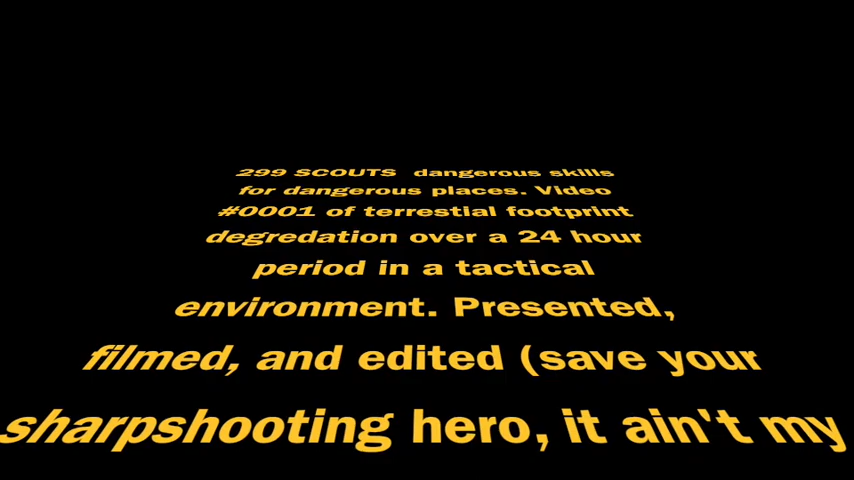 299 SCOUTS dangerous skills
for dangerous places. Video
#0001 of terrestial footprint
degredation over a 24 hour
period in a tactical
environment. Presented,
filmed, and edited (save your
sharpshooting hero, it ain't my